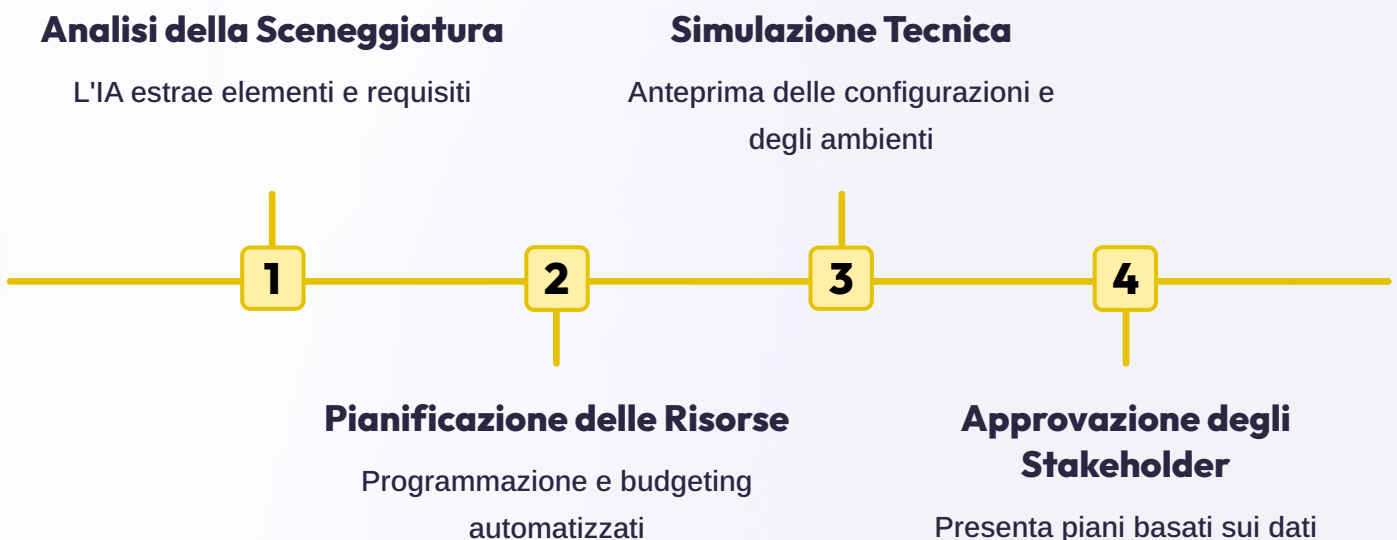 Analisi della Sceneggiatura
L'IA estrae elementi e requisiti
Simulazione Tecnica
Anteprima delle configurazioni e
degli ambienti
1
2
3
4
Pianificazione delle Risorse
Programmazione e budgeting
automatizzati
Approvazione degli
Stakeholder
Presenta piani basati sui dati